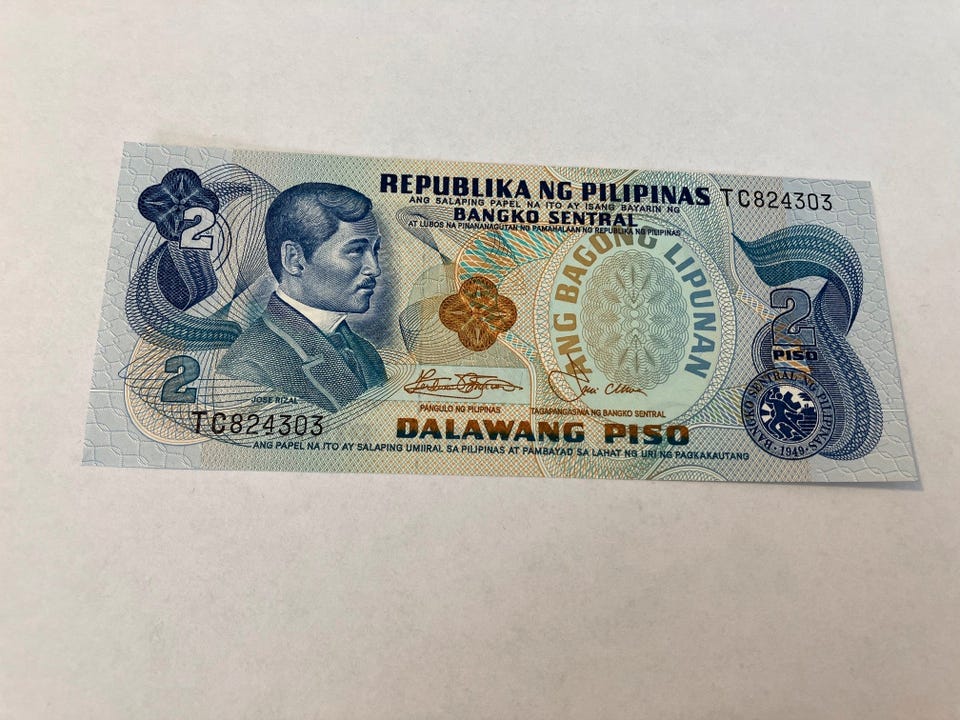 REPUBLIKA NG PILIPINAS
TC824303
ANG SALAPING PAPEL NA ITO AY ISANG BAYARIN NG
BANGKO SENTRAL
AT LUBOS NA PINANANAGUTAN NG PAMAHALAAN NG REPUBLIKA NG PILIPINAS
2
ANG BAGONG LIPUNAN
2
PISO
2
JOSE RIZAL
PANGULO NG PILIPINAS
TAGAPANGASIWA NG BANGKO SENTRAL
BANGKO SENTRAL NG PILIPINAS
1949
TC824303
DALAWANG PISO
ANG PAPEL NA ITO AY SALAPING UMIIRAL SA PILIPINAS AT PAMBAYAD SA LAHAT NG URI NG PAGKAKAUTANG